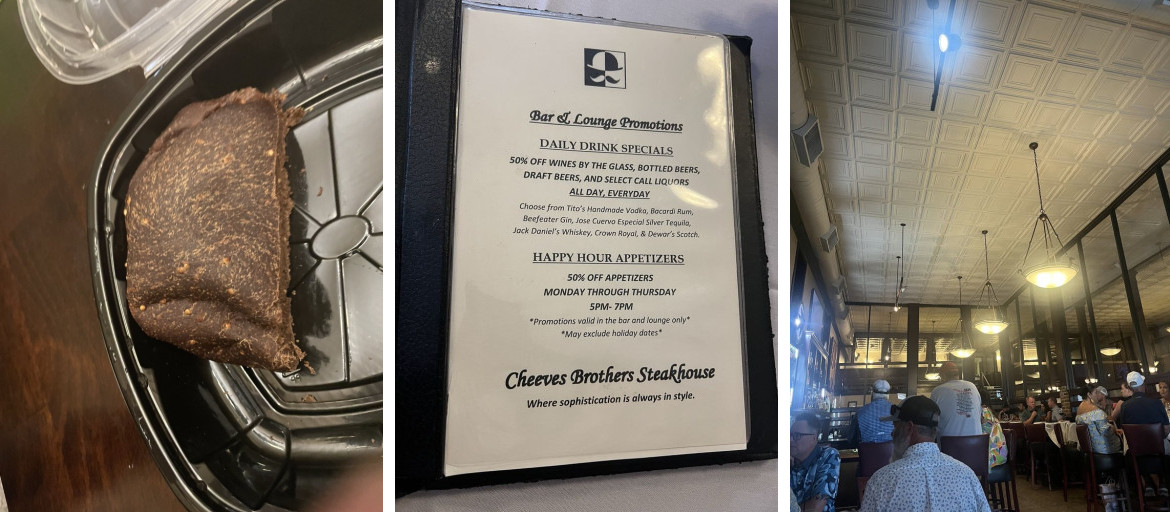 Bar & Lounge Promotions
DAILY DRINK SPECIALS
50% OFF WINES BY THE GLASS, BOTTLED BEERS,
DRAFT BEERS, AND SELECT CALL LIQUORS
ALL DAY, EVERYDAY
Choose from Tito's Handmade Vodka, Bacardi Rum,
Beefeater Gin, Jose Cuervo Especial Silver Tequila,
Jack Daniel's Whiskey, Crown Royal, & Dewar's Scotch.
HAPPY HOUR APPETIZERS
50% OFF APPETIZERS
MONDAY THROUGH THURSDAY
5PM- 7PM
*Promotions valid in the bar and lounge only*
*May exclude holiday dates*
Cheeves Brothers Steakhouse
Where sophistication is always in style.